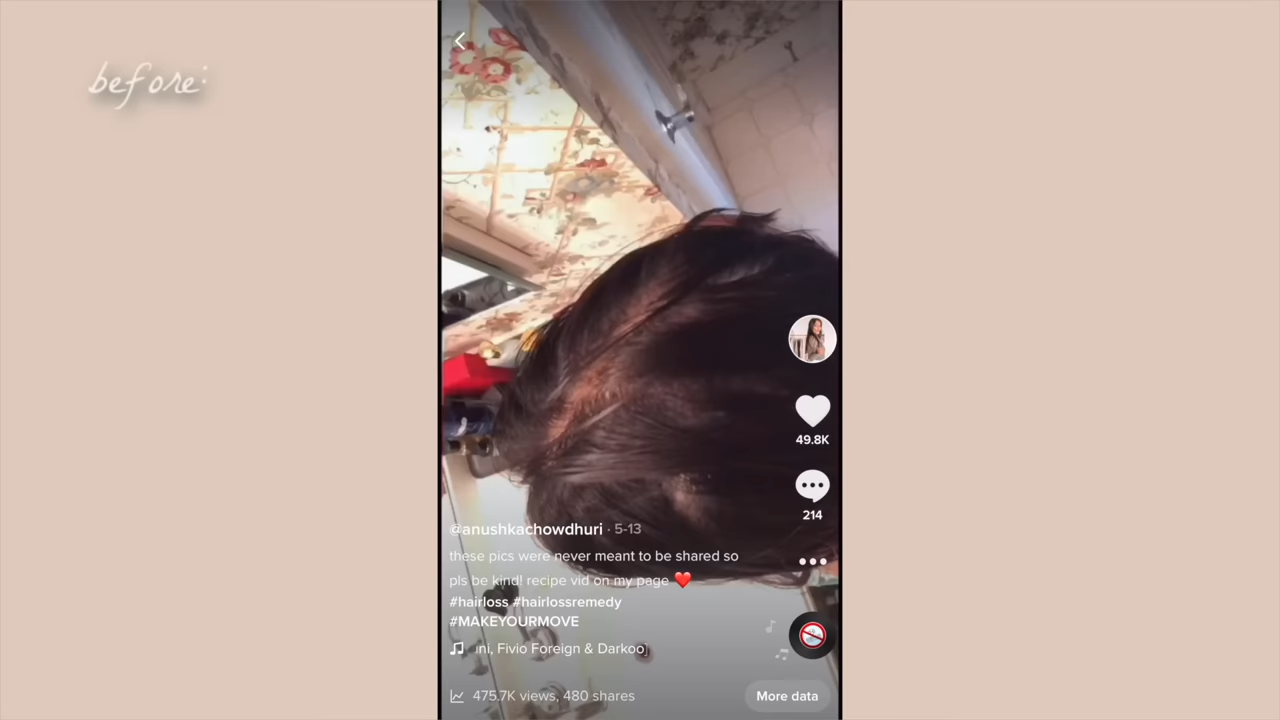 before:
49.8K
214
@anushkachowdhuri · 5-13
these pics were never meant to be shared so
pls be kind! recipe vid on my page ❤️
#hairloss #hairlossremedy
#MAKEYOURMOVE
ni, Fivio Foreign & Darkoo]
475.7K views, 480 shares
More data